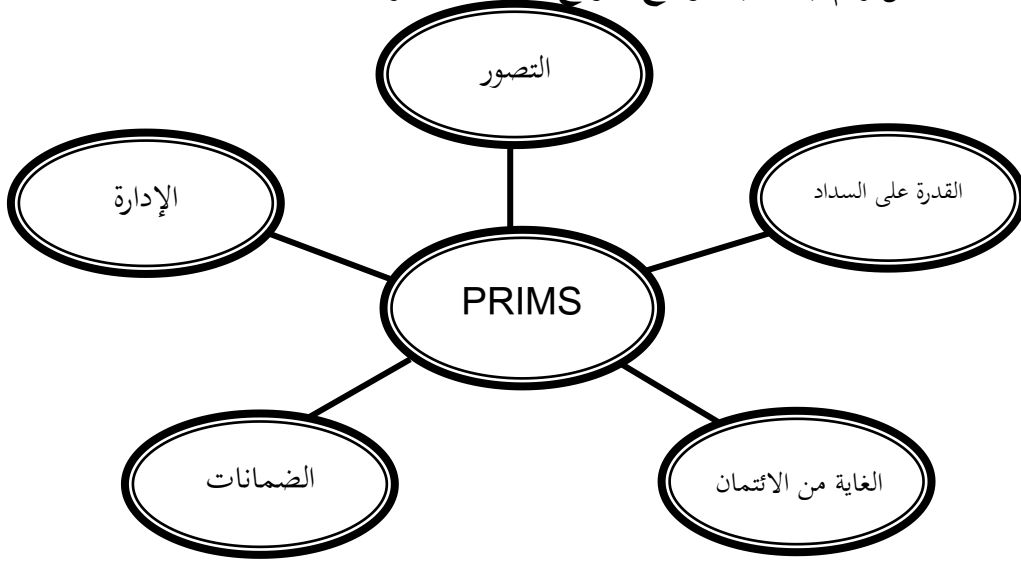 التصور
الإدارة
القدرة على السداد
PRIMS
الضمانات
الغاية من الائتمان